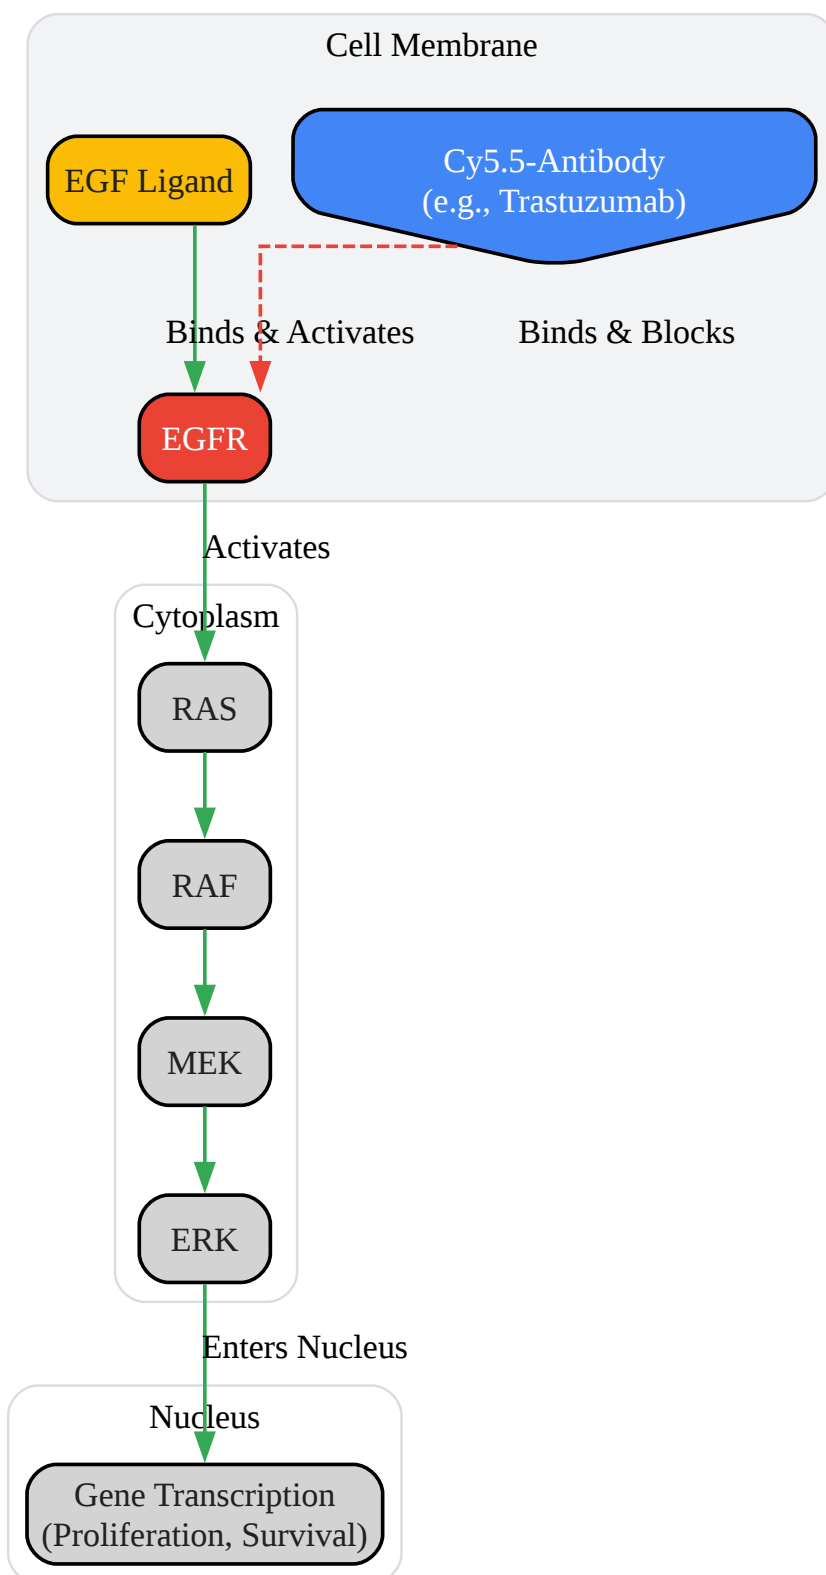 Cell Membrane
EGF Ligand
Cy5.5-Antibody
(e.g., Trastuzumab)
Binds & Activates
Binds & Blocks
EGFR
Activates
Cytoplasm
RAS
RAF
MEK
ERK
Enters Nucleus
Nucleus
Gene Transcription
(Proliferation, Survival)